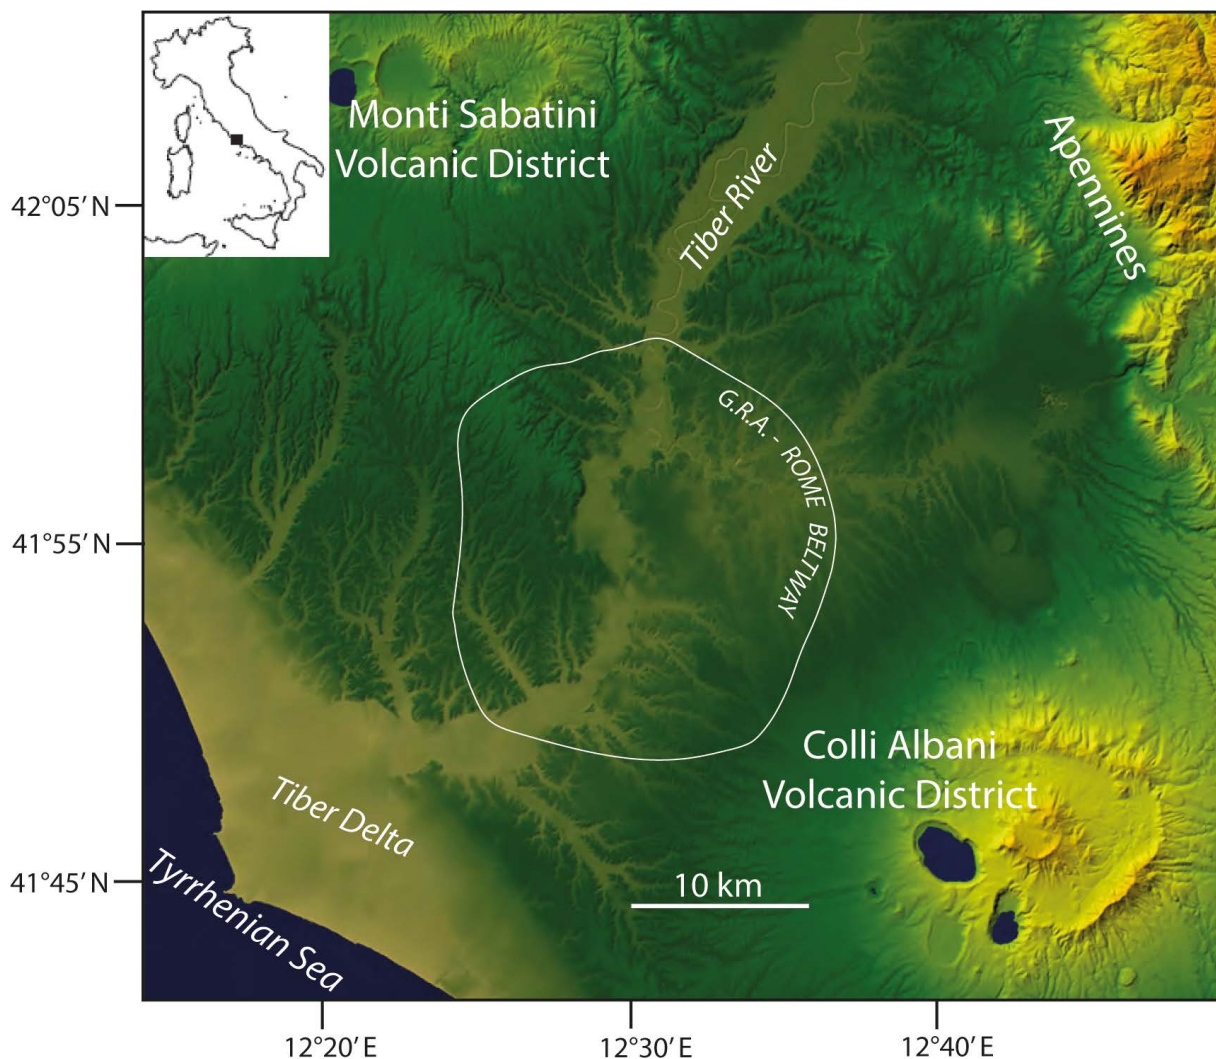 Monti Sabatini
Volcanic District
Apennines
Tiber River
42°05' N
G.R.A. - ROME BELTWAY
41°55' N
Colli Albani
Volcanic District
Tiber Delta
10 km
41°45' N
Tyrrhenian Sea
12°20' E
12°30' E
12°40' E